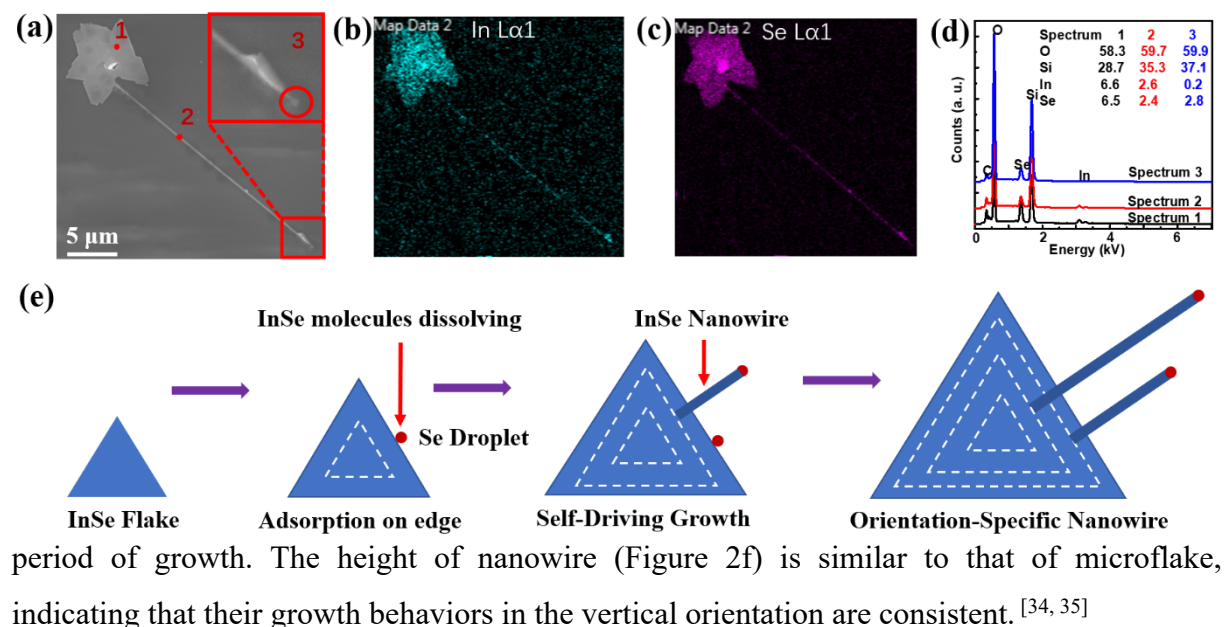 (a)
1
2
3
5 μm
(b)
Map Data 2
In Lα1
(c)
Map Data 2
Se Lα1
(d)
Counts (a. u.)
Spectrum 1 2 3
O 58.3 59.7 59.9
Si 28.7 35.3 37.1
In 6.6 2.6 0.2
Se 6.5 2.4 2.8
O
Si
C
Se
In
Spectrum 3
Spectrum 2
Spectrum 1
0 2 4 6
Energy (kV)
(e)
InSe molecules dissolving
InSe Nanowire
Se Droplet
InSe Flake
Adsorption on edge
Self-Driving Growth
Orientation-Specific Nanowire
period of growth. The height of nanowire (Figure 2f) is similar to that of microflake,
indicating that their growth behaviors in the vertical orientation are consistent. [34, 35]